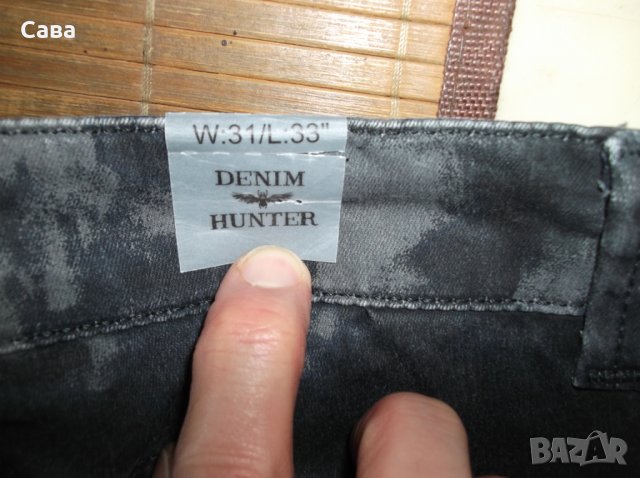 Сава
W:31/L:33"
DENIM
HUNTER
BAZAR